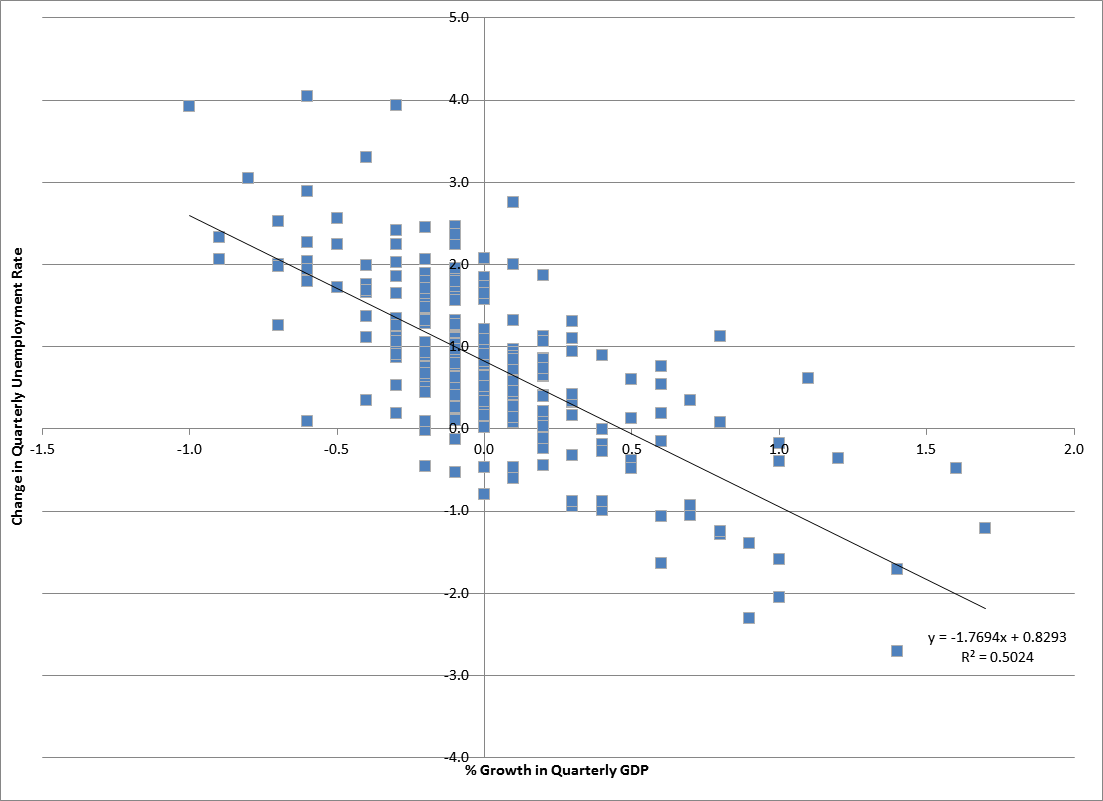 5.0
4.0
3.0
2.0
1.0
0.0
-1.5 -1.0 -0.5 0.0 0.5 1.0 1.5 2.0
-1.0
-2.0
-3.0
-4.0
Change in Quarterly Unemployment Rate
% Growth in Quarterly GDP
y = -1.7694x + 0.8293
R² = 0.5024